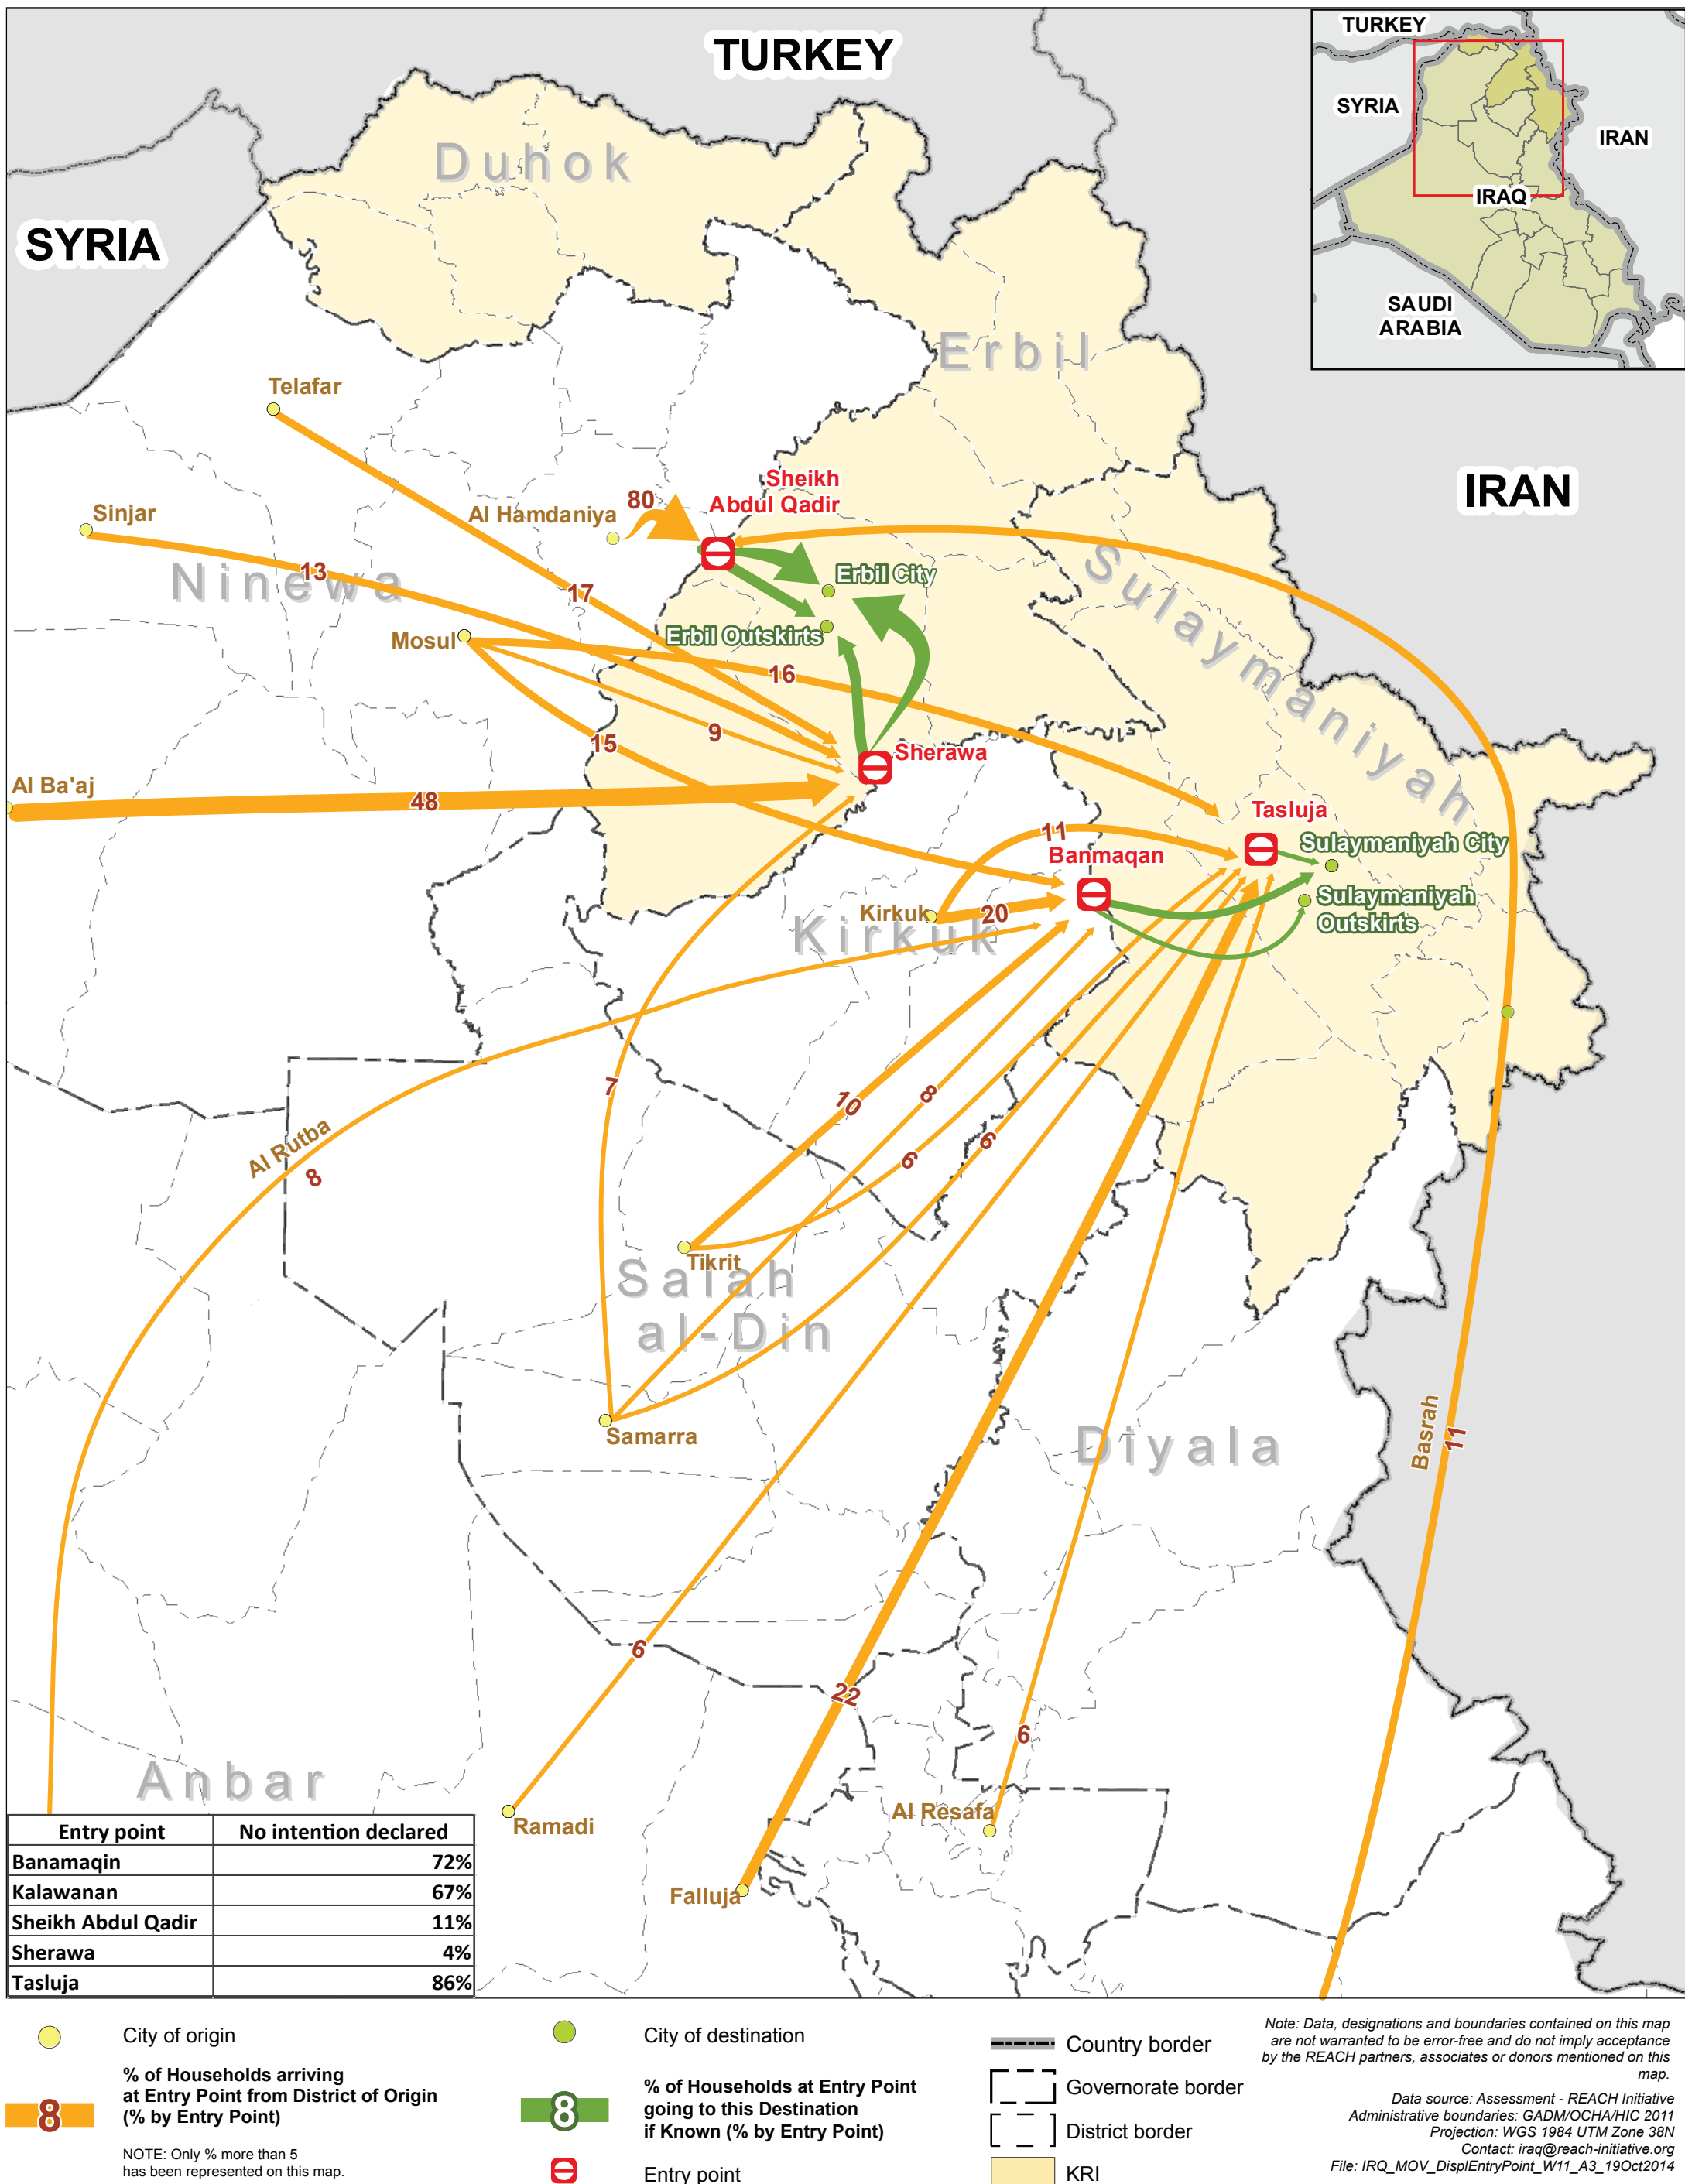 TURKEY
SYRIA
IRAN
TURKEY
SYRIA
IRAN
IRAQ
SAUDI
ARABIA
Duhok
Erbil
Sulaymaniyah
Ninewa
Kirkuk
Salah
al-Din
Diyala
Anbar
Telafar
Sinjar
Al Hamdaniya
80
Sheikh
Abdul Qadir
13
17
Erbil City
Erbil Outskirts
Mosul
16
9
15
Sherawa
Al Ba'aj
48
Tasluja
11
Banmaqan
Sulaymaniyah City
Sulaymaniyah
Outskirts
Kirkuk
20
7
10
8
6
6
Al Rutba
8
Tikrit
Samarra
Basrah
11
6
22
6
Ramadi
Al Resafa
Falluja
Entry point No intention declared
Banamaqin 72%
Kalawanan 67%
Sheikh Abdul Qadir 11%
Sherawa 4%
Tasluja 86%
City of origin
8
% of Households arriving
at Entry Point from District of Origin
(% by Entry Point)
NOTE: Only % more than 5
has been represented on this map.
City of destination
8
% of Households at Entry Point
going to this Destination
if Known (% by Entry Point)
Entry point
Country border
Governorate border
District border
KRI
Note: Data, designations and boundaries contained on this map
are not warranted to be error-free and do not imply acceptance
by the REACH partners, associates or donors mentioned on this
map.
Data source: Assessment - REACH Initiative
Administrative boundaries: GADM/OCHA/HIC 2011
Projection: WGS 1984 UTM Zone 38N
Contact: iraq@reach-initiative.org
File: IRQ_MOV_DisplEntryPoint_W11_A3_19Oct2014